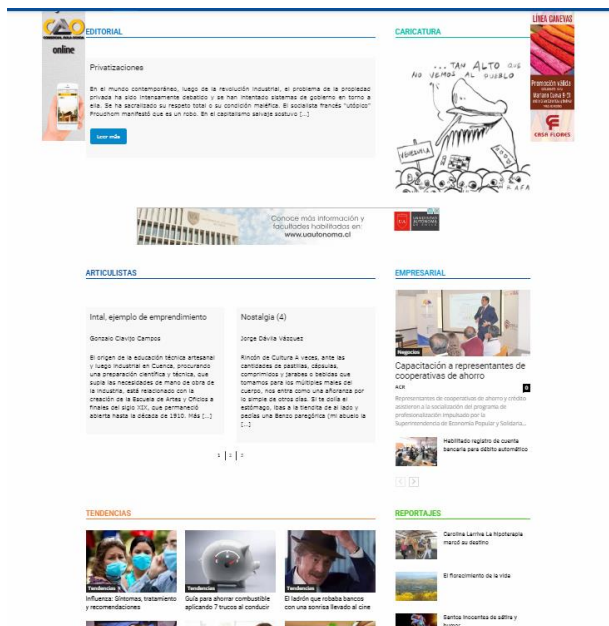 CAO
online
EDITORIAL
Privatizaciones
En el mundo contemporáneo, luego de la revolución industrial, el problema de la propiedad
privada ha sido intensamente debatido y se han intentado sistemas de gobierno en torno a
ella. Se ha sacralizado su respeto total o su condición maléfica. El socialista francés "utópico"
Prouchom manifestó que es un robo. En el capitalismo salvaje sostuvo [...]
Leer más
CARICATURA
... TAN ALTO QUE
NO VEMOS AL PUEBLO
VENEZUELA
LÍNEA CANEVAS
Promoción válida
Mariano Cueva 8-51
CASA FLORES
Conoce más información y
facultades habilitadas en:
www.uautonoma.cl
ARTICULISTAS
Intal, ejemplo de emprendimiento
Gonzalo Clavijo Campos
El origen de la educación técnica artesanal
y luego industrial en Cuenca, procurando
una preparación científica y técnica, que
supla las necesidades de mano de obra de
la industria, está relacionado con la
creación de la Escuela de Artes y Oficios a
finales del siglo XIX, que permaneció
abierta hasta la década de 1910. Más [...]
Nostalgia (4)
Jorge Dávila Vázquez
Rincón de Cultura A veces, ante las
cantidades de pastillas, cápsulas,
comprimidos y jarabes o bebidas que
tomamos para los múltiples males del
cuerpo, nos entra como una añoranza por
lo simple de otros días. Si te dolía el
estómago, ibas a la tiendita de al lado y
pedías una Benzo paregórica (mi abuela la
[...]
1 | 2 | 3
EMPRESARIAL
Negocios
Capacitación a representantes de
cooperativas de ahorro
ACR
0
Representantes de cooperativas de ahorro y crédito
asistieron a la socialización del programa de
profesionalización impulsado por la
Superintendencia de Economía Popular y Solidaria...
Habilitado registro de cuenta
bancaria para débito automático
TENDENCIAS
Tendencias
Influenza: Síntomas, tratamiento
y recomendaciones
Tendencias
Guía para ahorrar combustible
aplicando 7 trucos al conducir
Tendencias
El ladrón que robaba bancos
con una sonrisa llevado al cine
REPORTAJES
Carolina Larriva La hipoterapia
marcó su destino
El florecimiento de la vida
Santos Inocentes de sátira y
humor